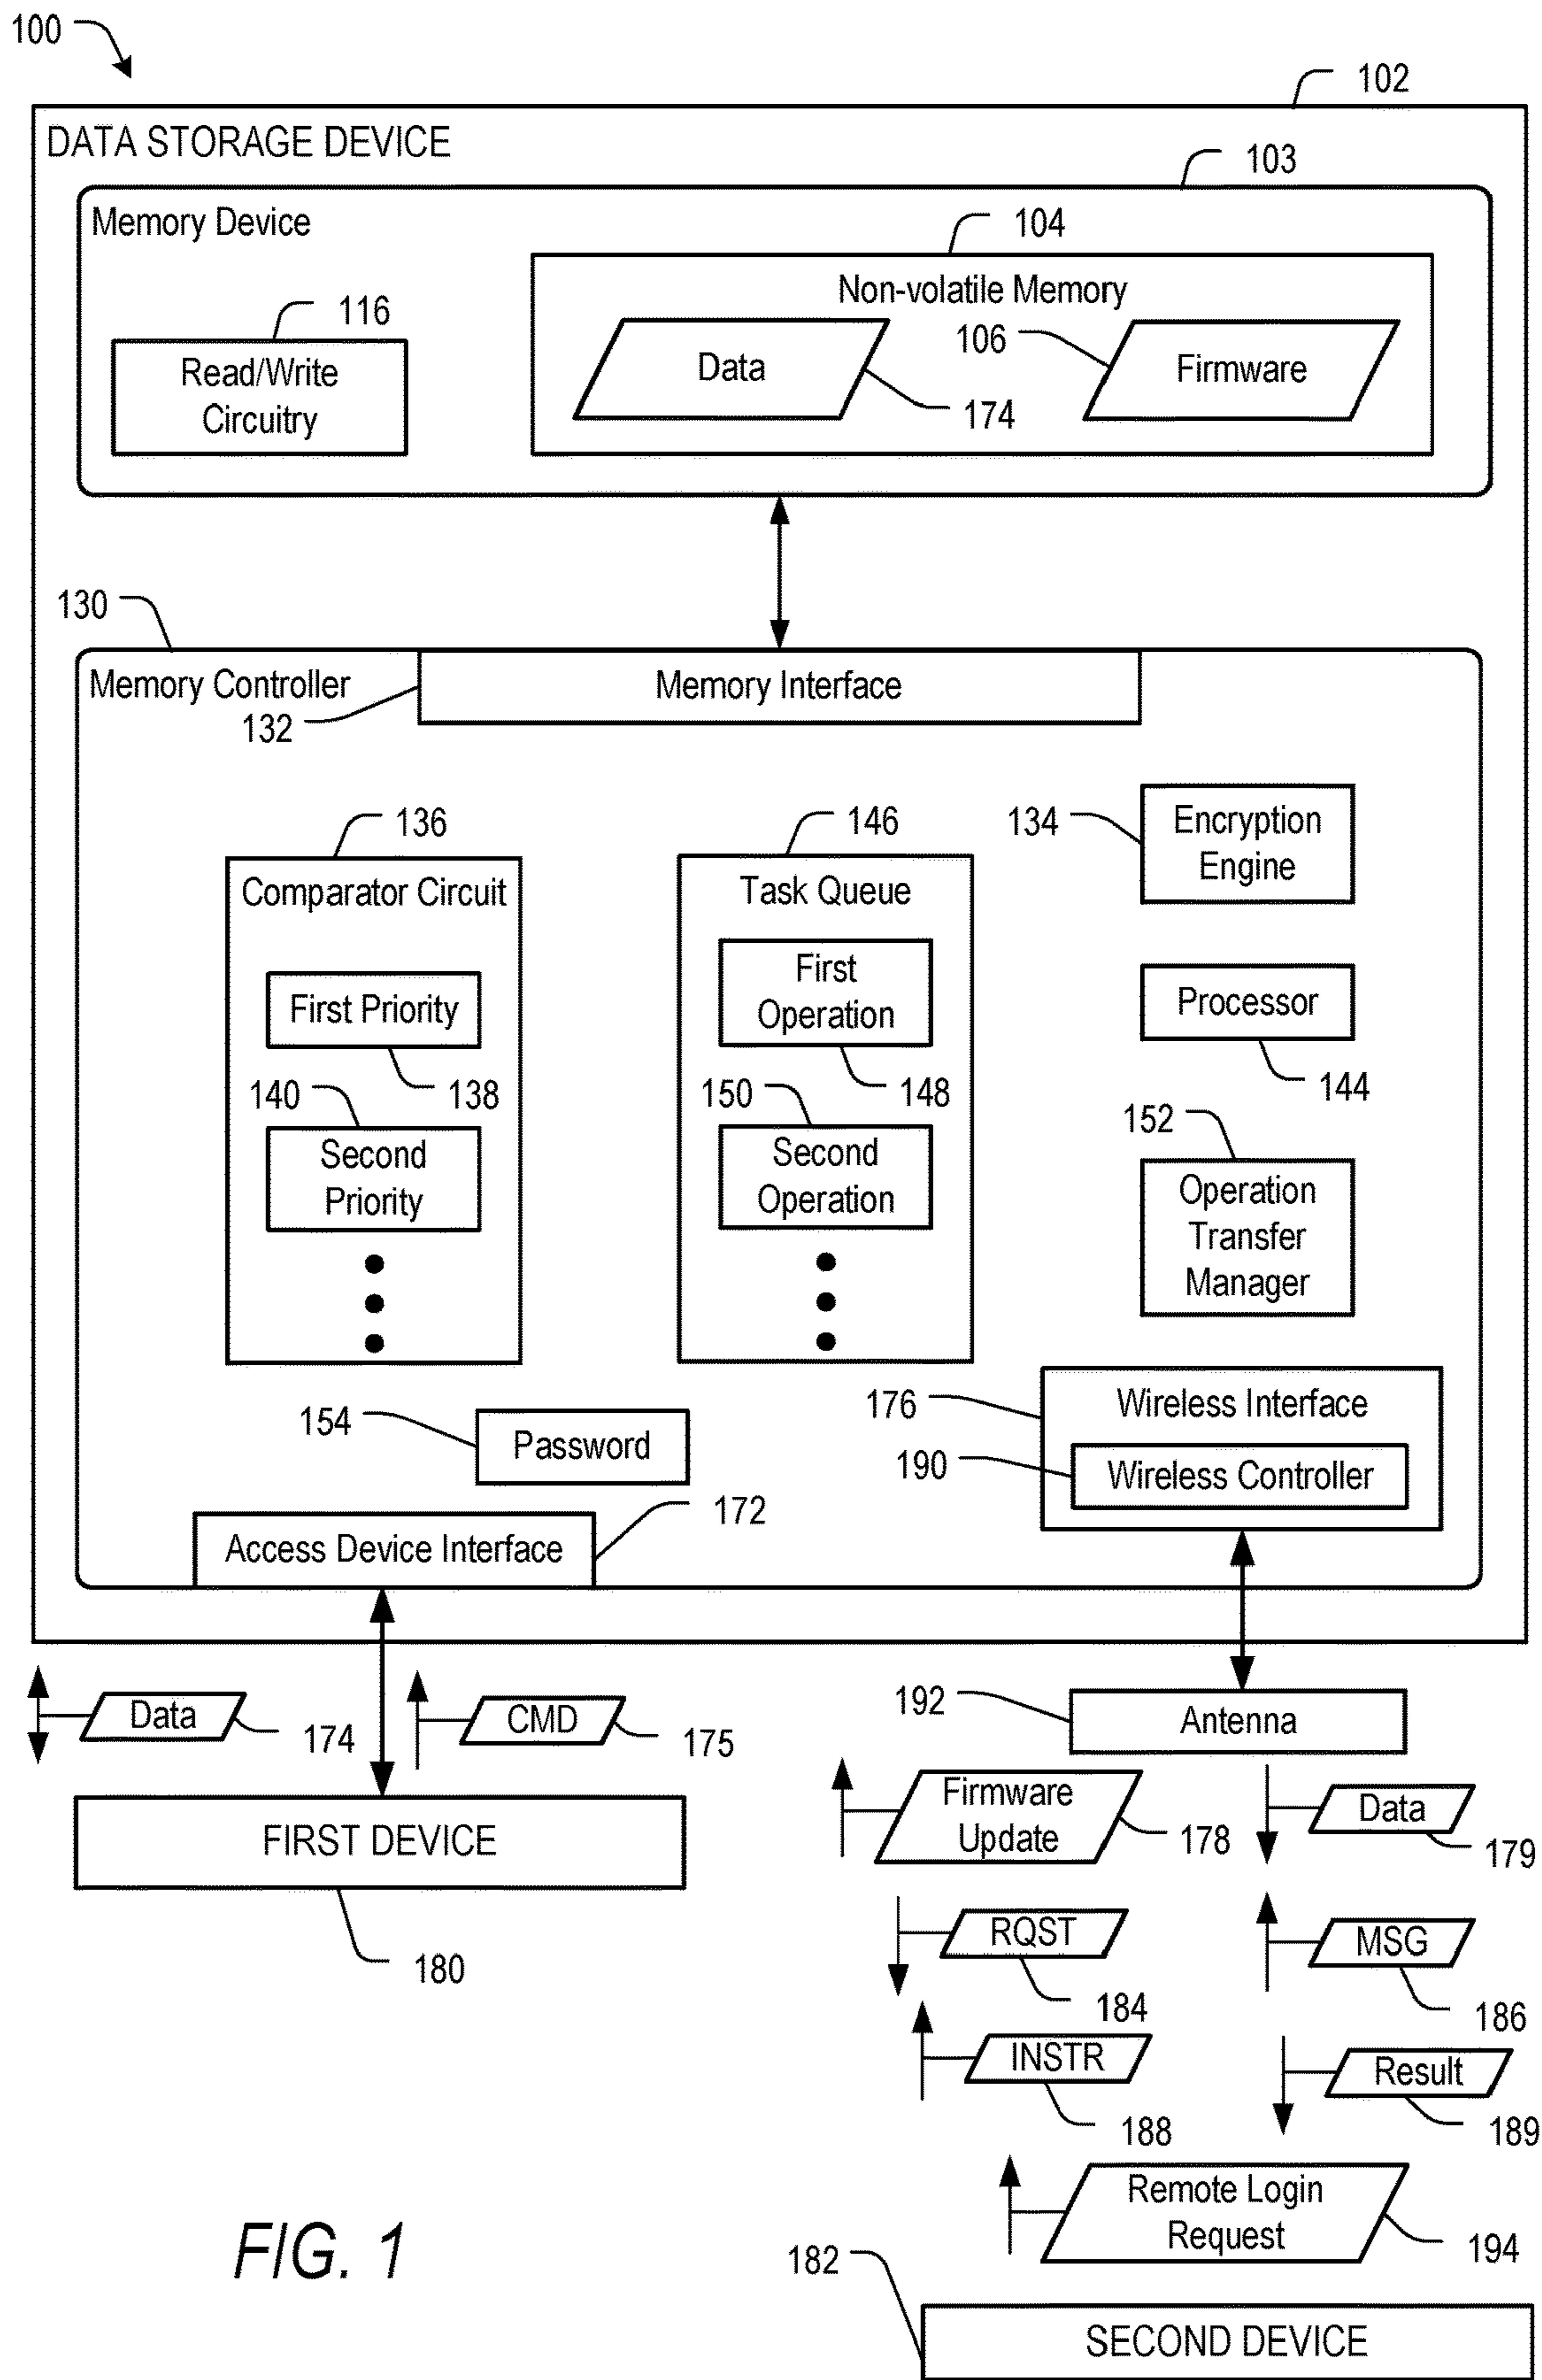 100
102
DATA STORAGE DEVICE
103
Memory Device
104
Non-volatile Memory
116
Read/Write
Circuitry
Data
174
106
Firmware
130
Memory Controller
132
Memory Interface
136
Comparator Circuit
First Priority
138
140
Second
Priority
146
Task Queue
First
Operation
148
150
Second
Operation
134
Encryption
Engine
Processor
144
152
Operation
Transfer
Manager
154
Password
176
Wireless Interface
190
Wireless Controller
172
Access Device Interface
Data
174
CMD
175
192
Antenna
FIRST DEVICE
180
Firmware
Update
178
Data
179
RQST
184
MSG
186
INSTR
188
Result
189
Remote Login
Request
194
FIG. 1
182
SECOND DEVICE